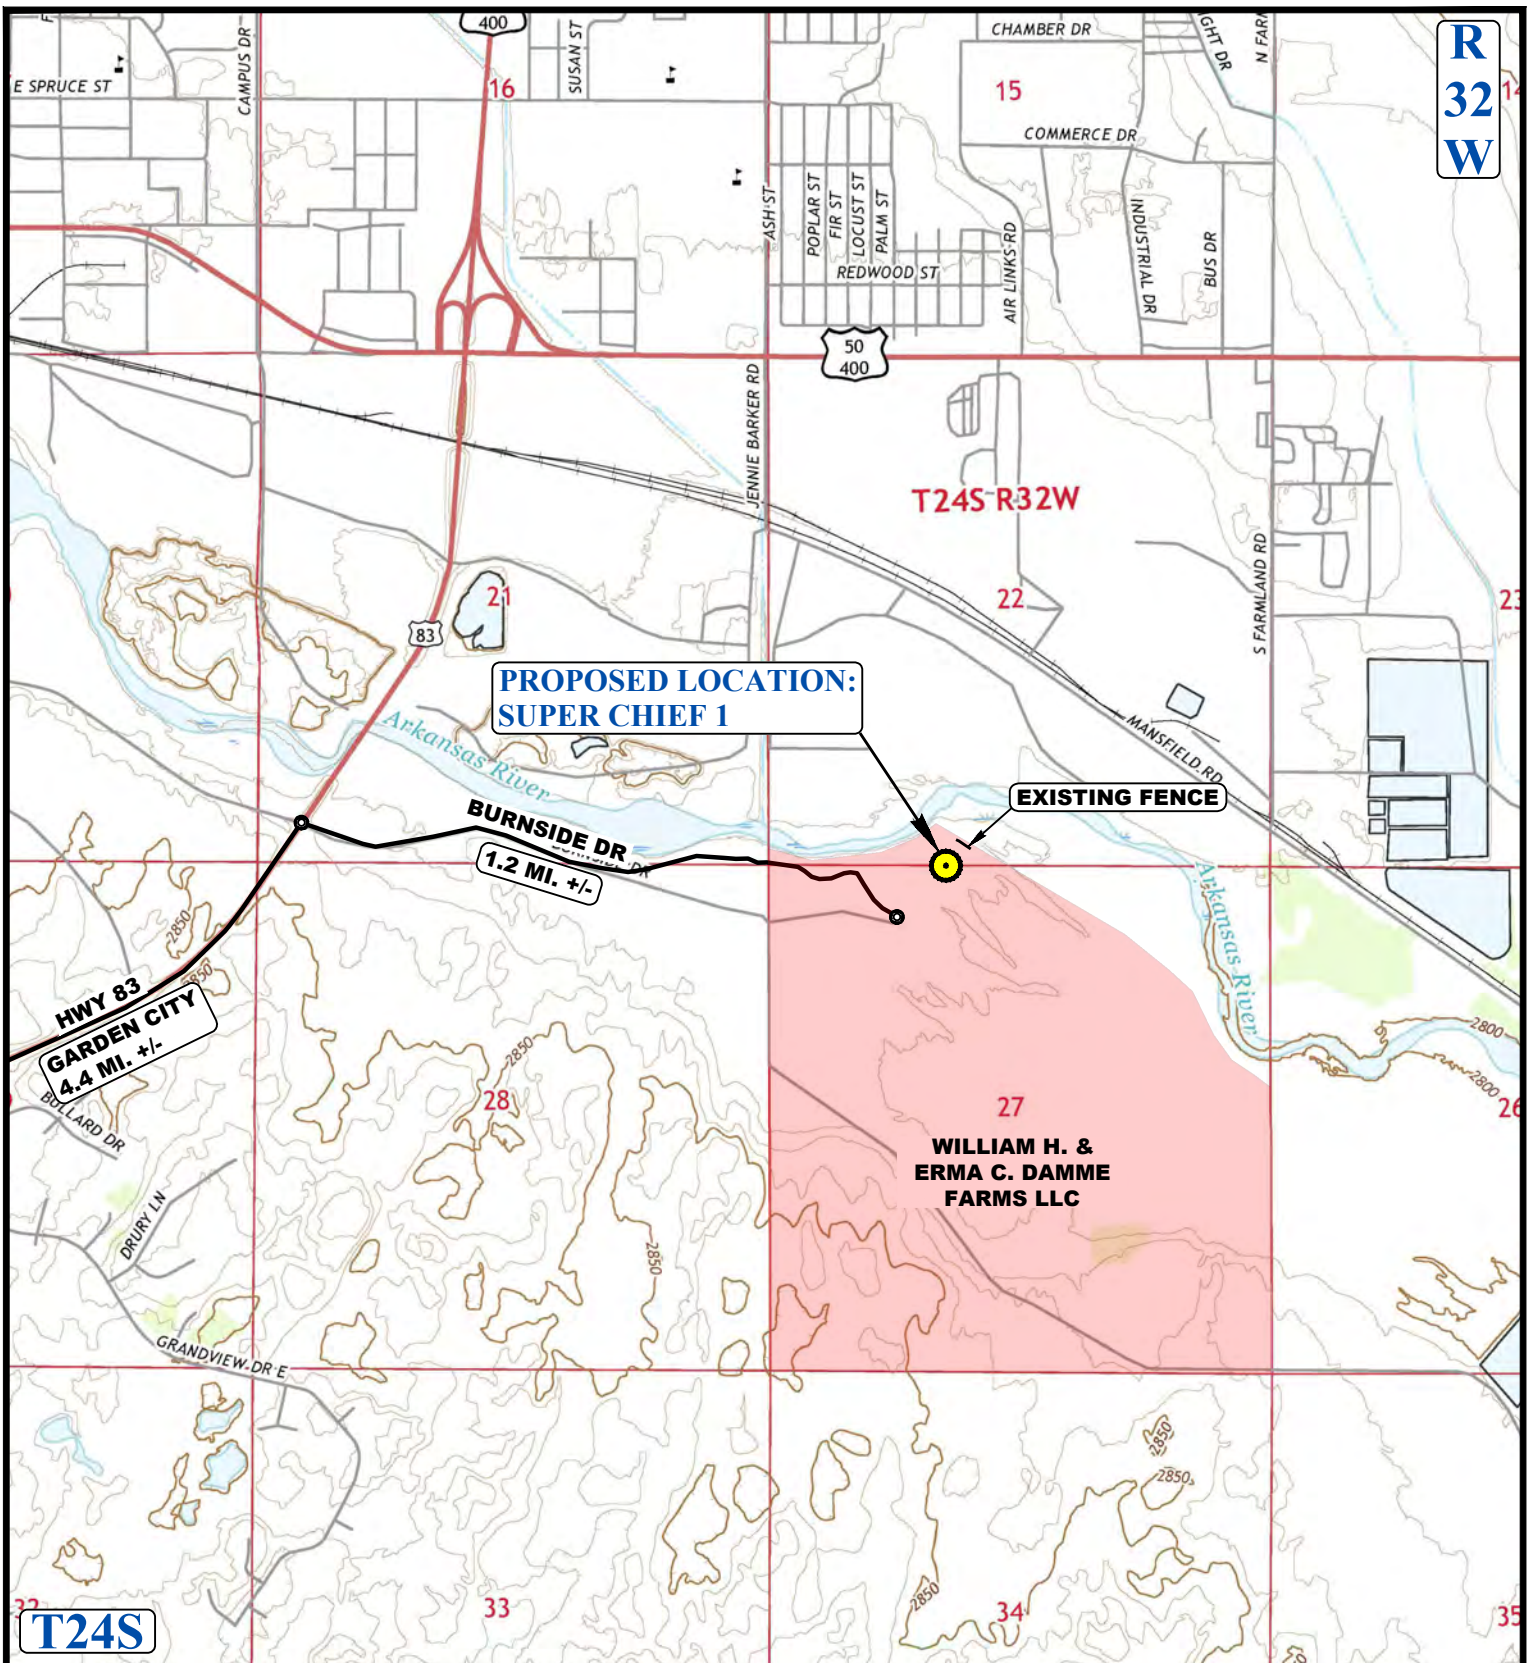 400
CHAMBER DR
R
32
W
E SPRUCE ST
CAMPUS DR
16
SUSAN ST
15
COMMERCE DR
ASH ST
POPLAR ST
FIR ST
LOCUST ST
PALM ST
REDWOOD ST
AIR LINKS RD
INDUSTRIAL DR
BUS DR
50
400
JENNIE BARKER RD
T24S R32W
S FARMLAND RD
21
22
23
83
PROPOSED LOCATION:
SUPER CHIEF 1
Arkansas River
MANSFIELD RD
EXISTING FENCE
BURNSIDE DR
1.2 MI. +/-
Arkansas River
2850
2850
HWY 83
GARDEN CITY
4.4 MI. +/-
2800
2800
BULLARD DR
2850
28
27
26
WILLIAM H. &
ERMA C. DAMME
FARMS LLC
DRURY LN
2850
GRANDVIEW DR E
2850
2850
2850
32
33
34
35
T24S